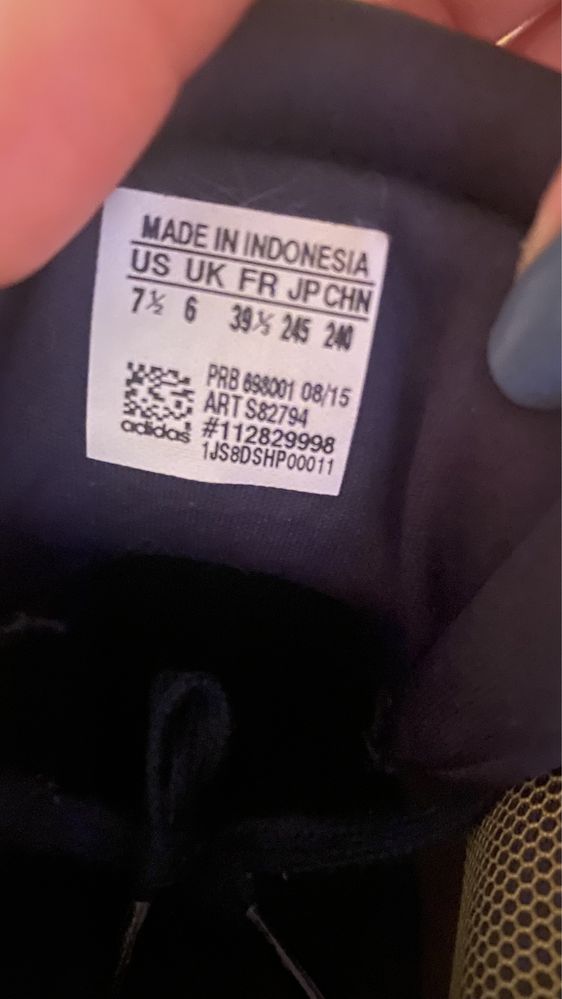 MADE IN INDONESIA
US UK FR JP CHN
7½ 6 39⅓ 245 240
PRB 698001 08/15
ART S82794
adidas #112829998
1JS8DSHP00011